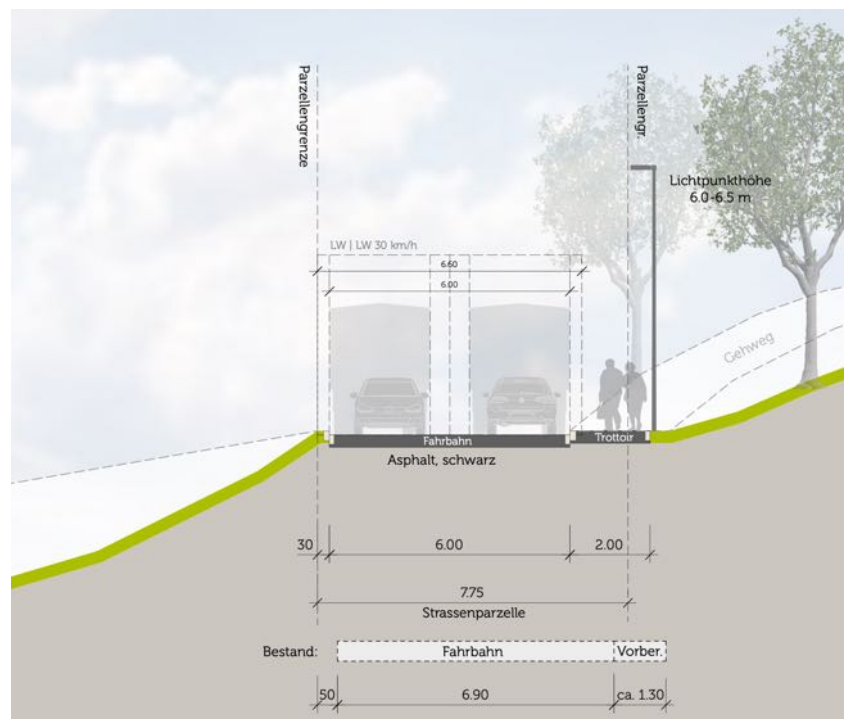 Parzellengrenze
Parzellengr.
Lichtpunkthöhe
6.0-6.5 m
LW | LW 30 km/h
6.60
6.00
Gehweg
Fahrbahn
Trottoir
Asphalt, schwarz
30
6.00
2.00
7.75
Strassenparzelle
Bestand:
Fahrbahn
Vorber.
50
6.90
ca. 1.30